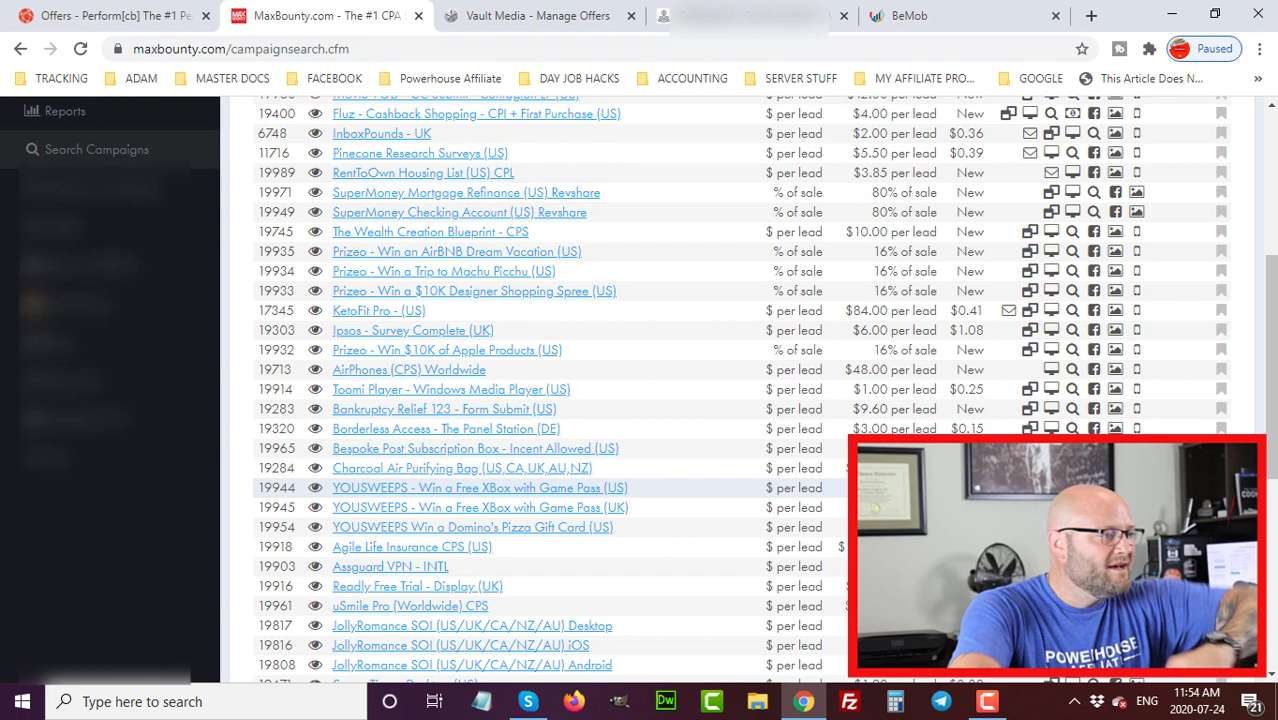 Offers - Perform[cb] The #1 Pe
MaxBounty.com - The #1 CPA
Vault Media - Manage Offers
BeMob
maxbounty.com/campaignsearch.cfm
Paused
TRACKING ADAM MASTER DOCS FACEBOOK Powerhouse Affiliate DAY JOB HACKS ACCOUNTING SERVER STUFF MY AFFILIATE PRO... GOOGLE This Article Does N... »
Reports
Search Campaigns
19400 Fluz - Cashback Shopping - CPI + First Purchase (US) $ per lead $2.00 per lead New
6748 InboxPounds - UK $ per lead $2.00 per lead $0.36
11716 Pinecone Research Surveys (US) $ per lead $5.50 per lead $0.39
19989 RentToOwn Housing List (US) CPL $ per lead $3.85 per lead New
19971 SuperMoney Mortgage Refinance (US) Revshare % of sale 80% of sale New
19949 SuperMoney Checking Account (US) Revshare % of sale 80% of sale New
19745 The Wealth Creation Blueprint - CPS $ per lead $10.00 per lead New
19935 Prizeo - Win an AirBNB Dream Vacation (US) % of sale 16% of sale New
19934 Prizeo - Win a Trip to Machu Picchu (US) % of sale 16% of sale New
19933 Prizeo - Win a $10K Designer Shopping Spree (US) % of sale 16% of sale New
17345 KetoFit Pro - (US) $ per lead $84.00 per lead $0.41
19303 Ipsos - Survey Complete (UK) $ per lead $6.00 per lead $1.08
19932 Prizeo - Win $10K of Apple Products (US) % of sale 16% of sale New
19713 AirPhones (CPS) Worldwide $ per lead $48.00 per lead New
19914 Toomi Player - Windows Media Player (US) $ per lead $1.00 per lead $0.25
19283 Bankruptcy Relief 123 - Form Submit (US) $ per lead $9.60 per lead New
19320 Borderless Access - The Panel Station (DE) $ per lead $3.00 per lead $0.15
19965 Bespoke Post Subscription Box - Incent Allowed (US) $ per lead
19284 Charcoal Air Purifying Bag (US,CA,UK,AU,NZ) $ per lead
19944 YOUSWEEPS - Win a Free XBox with Game Pass (US) $ per lead
19945 YOUSWEEPS - Win a Free XBox with Game Pass (UK) $ per lead
19954 YOUSWEEPS Win a Domino's Pizza Gift Card (US) $ per lead
19918 Agile Life Insurance CPS (US) $ per lead $
19903 Assguard VPN - INTL $ per lead
19916 Readly Free Trial - Display (UK) $ per lead
19961 uSmile Pro (Worldwide) CPS $ per lead
19817 JollyRomance SOI (US/UK/CA/NZ/AU) Desktop $ per lead
19816 JollyRomance SOI (US/UK/CA/NZ/AU) iOS $ per lead
19808 JollyRomance SOI (US/UK/CA/NZ/AU) Android $ per lead
POWERHOUSE
Type here to search
ENG
11:54 AM
2020-07-24
21